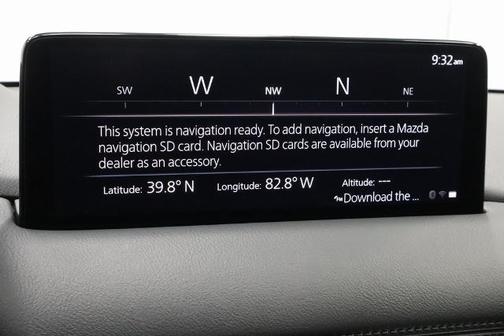 9:32am
SW W NW N NE
This system is navigation ready. To add navigation, insert a Mazda
navigation SD card. Navigation SD cards are available from your
dealer as an accessory.
Latitude: 39.8° N Longitude: 82.8° W Altitude: ---
Download the ...